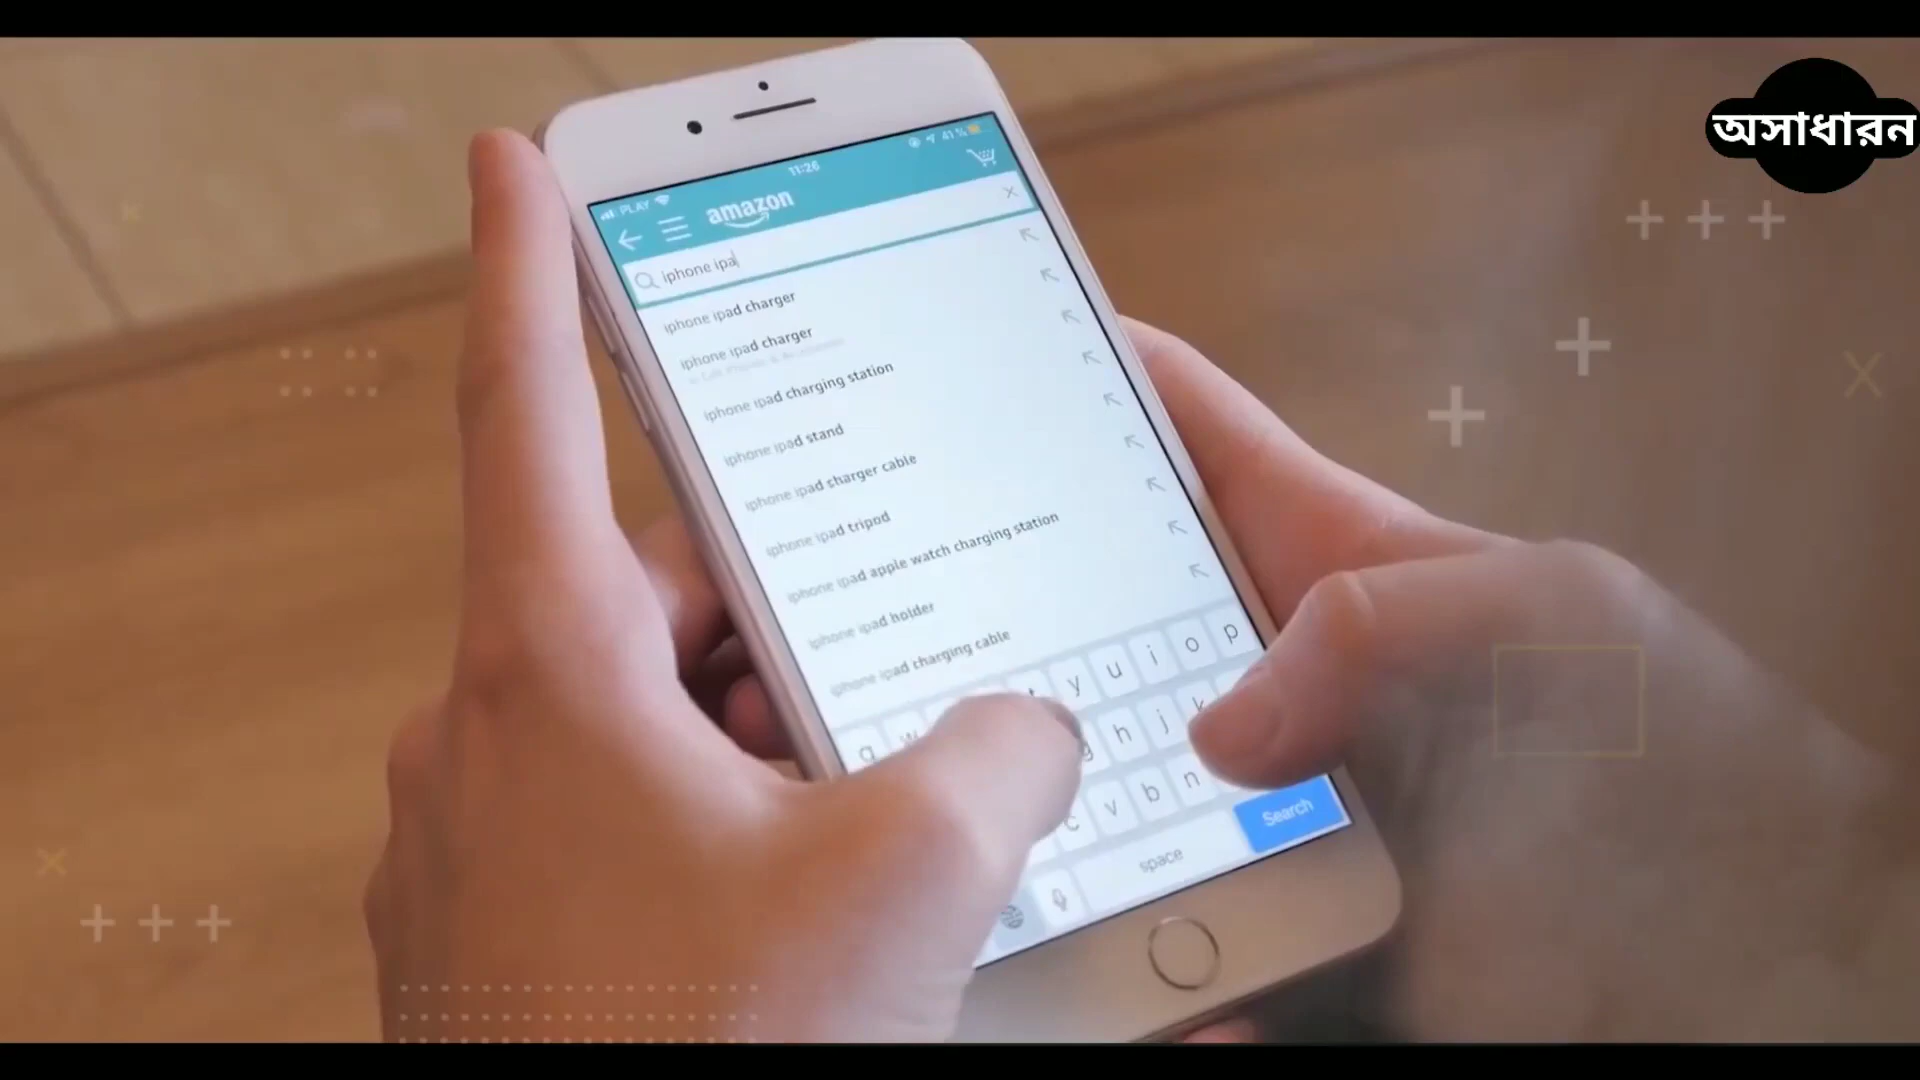 অসাধারন
PLAY 11:26 41%
amazon
iphone ipa
iphone ipad charger
iphone ipad charger
iphone ipad charging station
iphone ipad stand
iphone ipad charger cable
iphone ipad tripod
iphone ipad apple watch charging station
iphone ipad holder
iphone ipad charging cable
q w t y u i o p
g h j k
c v b n
space Search